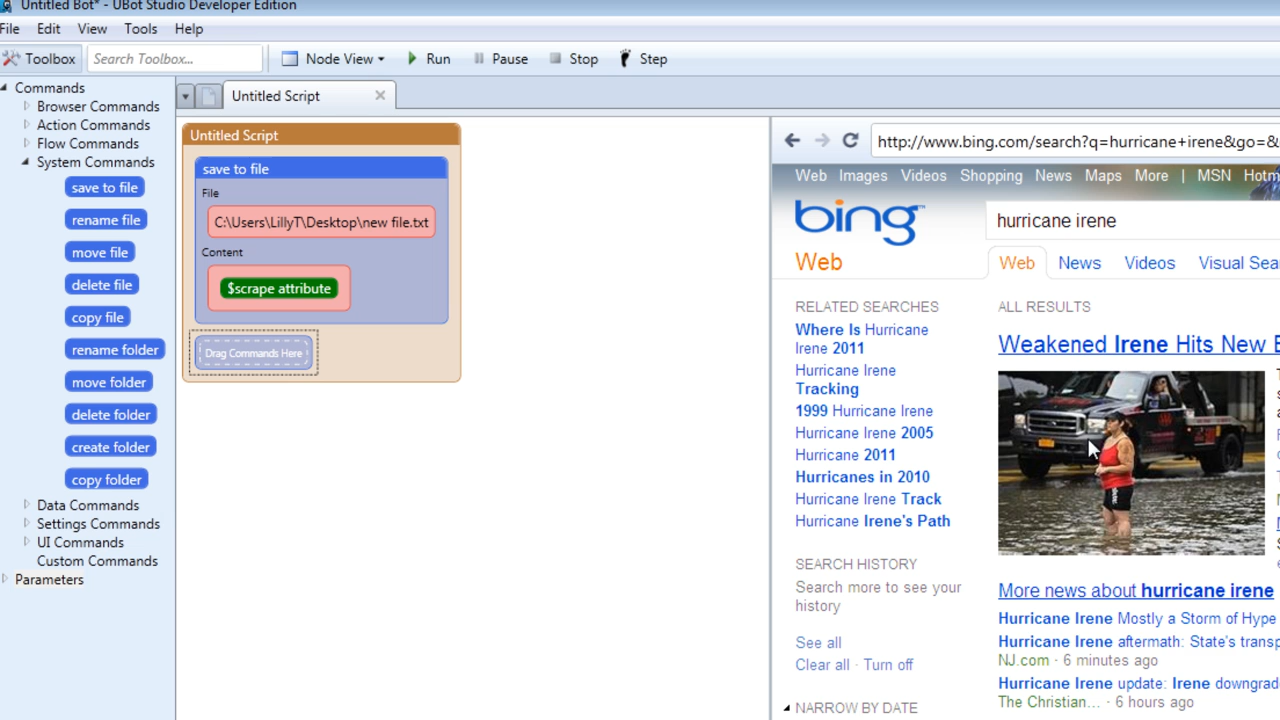 Untitled Bot* - UBot Studio Developer Edition
File Edit View Tools Help
Toolbox Search Toolbox... Node View Run Pause Stop Step
Commands
Browser Commands
Action Commands
Flow Commands
System Commands
save to file
rename file
move file
delete file
copy file
rename folder
move folder
delete folder
create folder
copy folder
Data Commands
Settings Commands
UI Commands
Custom Commands
Parameters
Untitled Script
Untitled Script
save to file
File
C:\Users\LillyT\Desktop\new file.txt
Content
$scrape attribute
Drag Commands Here
http://www.bing.com/search?q=hurricane+irene&go=&
Web Images Videos Shopping News Maps More | MSN Hotm
bing™
hurricane irene
Web
Web News Videos Visual Sea
RELATED SEARCHES
Where Is Hurricane
Irene 2011
Hurricane Irene
Tracking
1999 Hurricane Irene
Hurricane Irene 2005
Hurricane 2011
Hurricanes in 2010
Hurricane Irene Track
Hurricane Irene's Path
SEARCH HISTORY
Search more to see your
history
See all
Clear all · Turn off
NARROW BY DATE
ALL RESULTS
Weakened Irene Hits New E
More news about hurricane irene
Hurricane Irene Mostly a Storm of Hype
Hurricane Irene aftermath: State's transp
NJ.com · 6 minutes ago
Hurricane Irene update: Irene downgrad
The Christian... · 6 hours ago